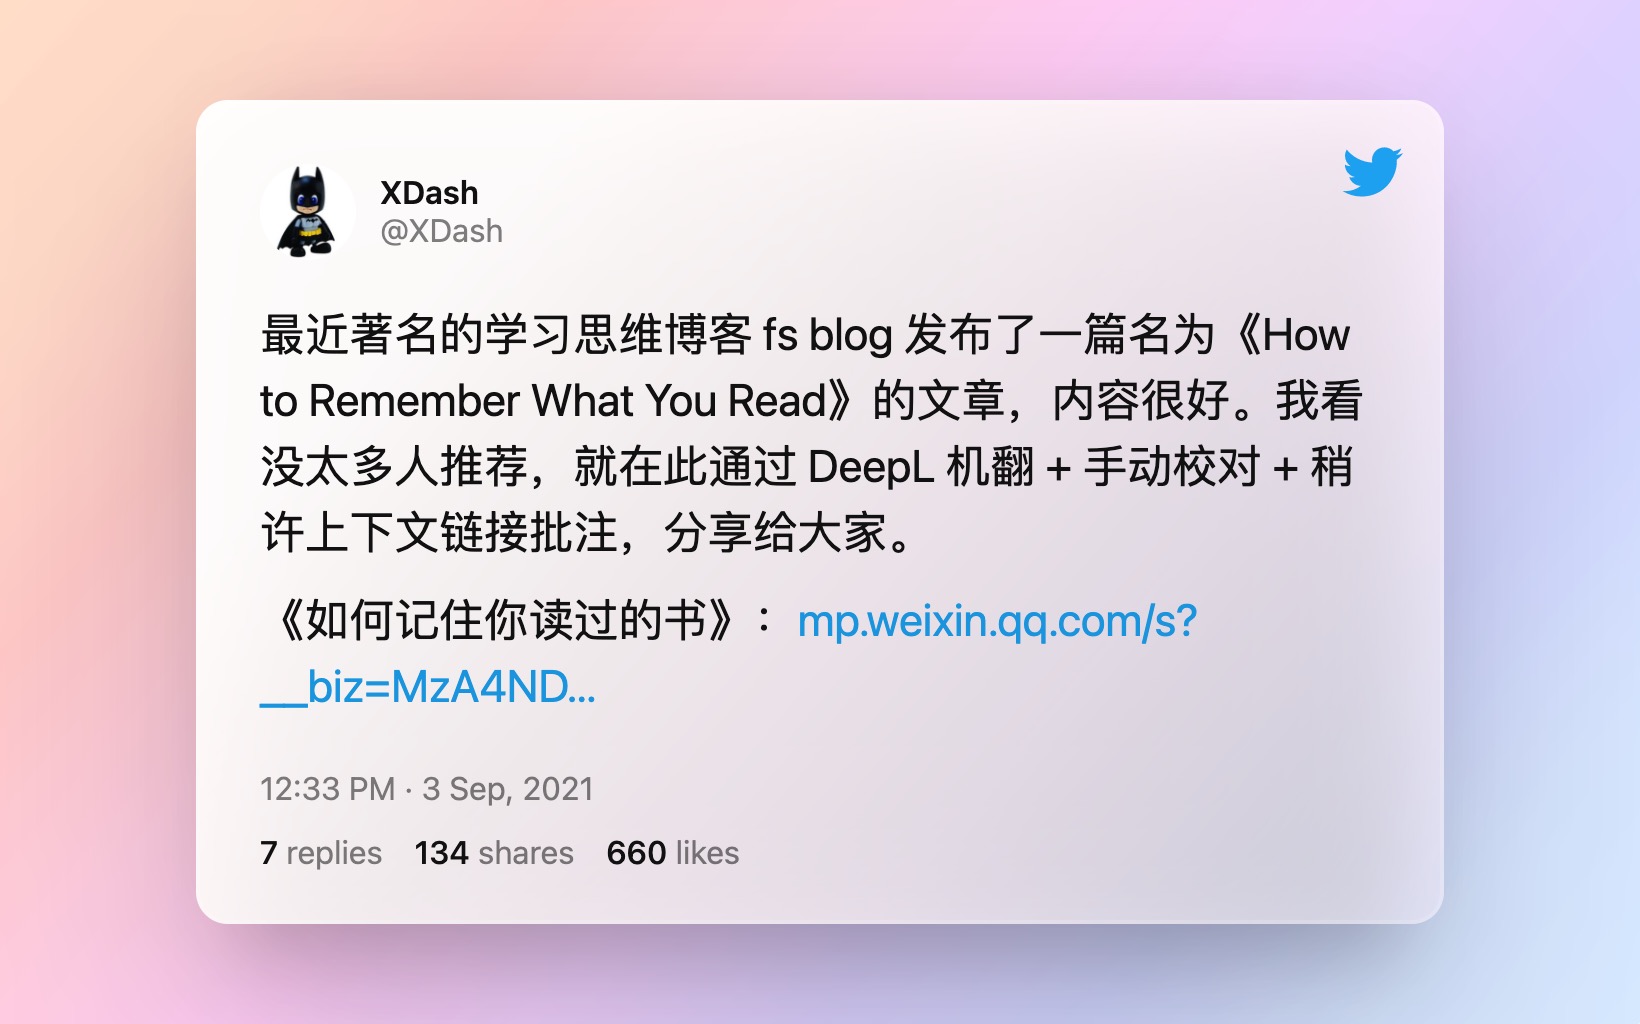 XDash
@XDash
最近著名的学习思维博客 fs blog 发布了一篇名为《How
to Remember What You Read》的文章，内容很好。我看
没太多人推荐，就在此通过 DeepL 机翻 + 手动校对 + 稍
许上下文链接批注，分享给大家。
《如何记住你读过的书》：mp.weixin.qq.com/s?
__biz=MzA4ND...
12:33 PM · 3 Sep, 2021
7 replies 134 shares 660 likes